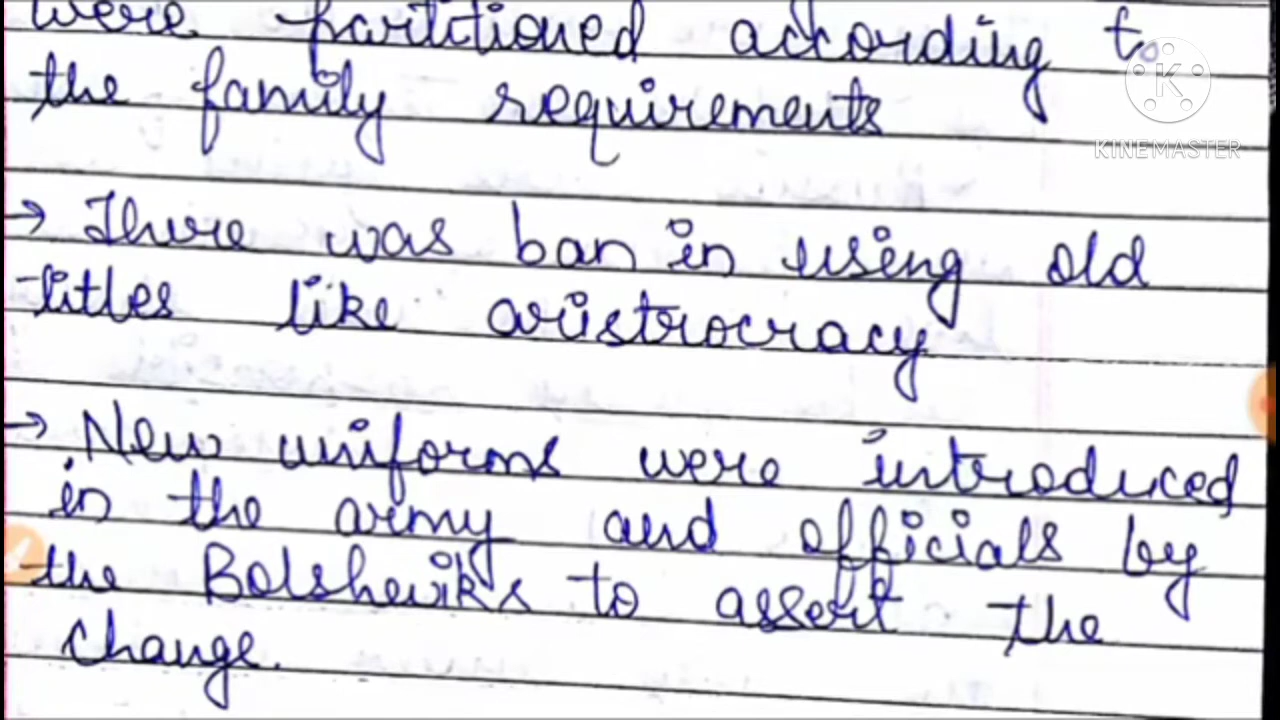 were partitioned according to
the family requirements
→ There was ban in using old
titles like aristrocracy
→ New uniforms were introduced
in the army and officials by
the Bolsheviks to assert the
change.
K
KINEMASTER